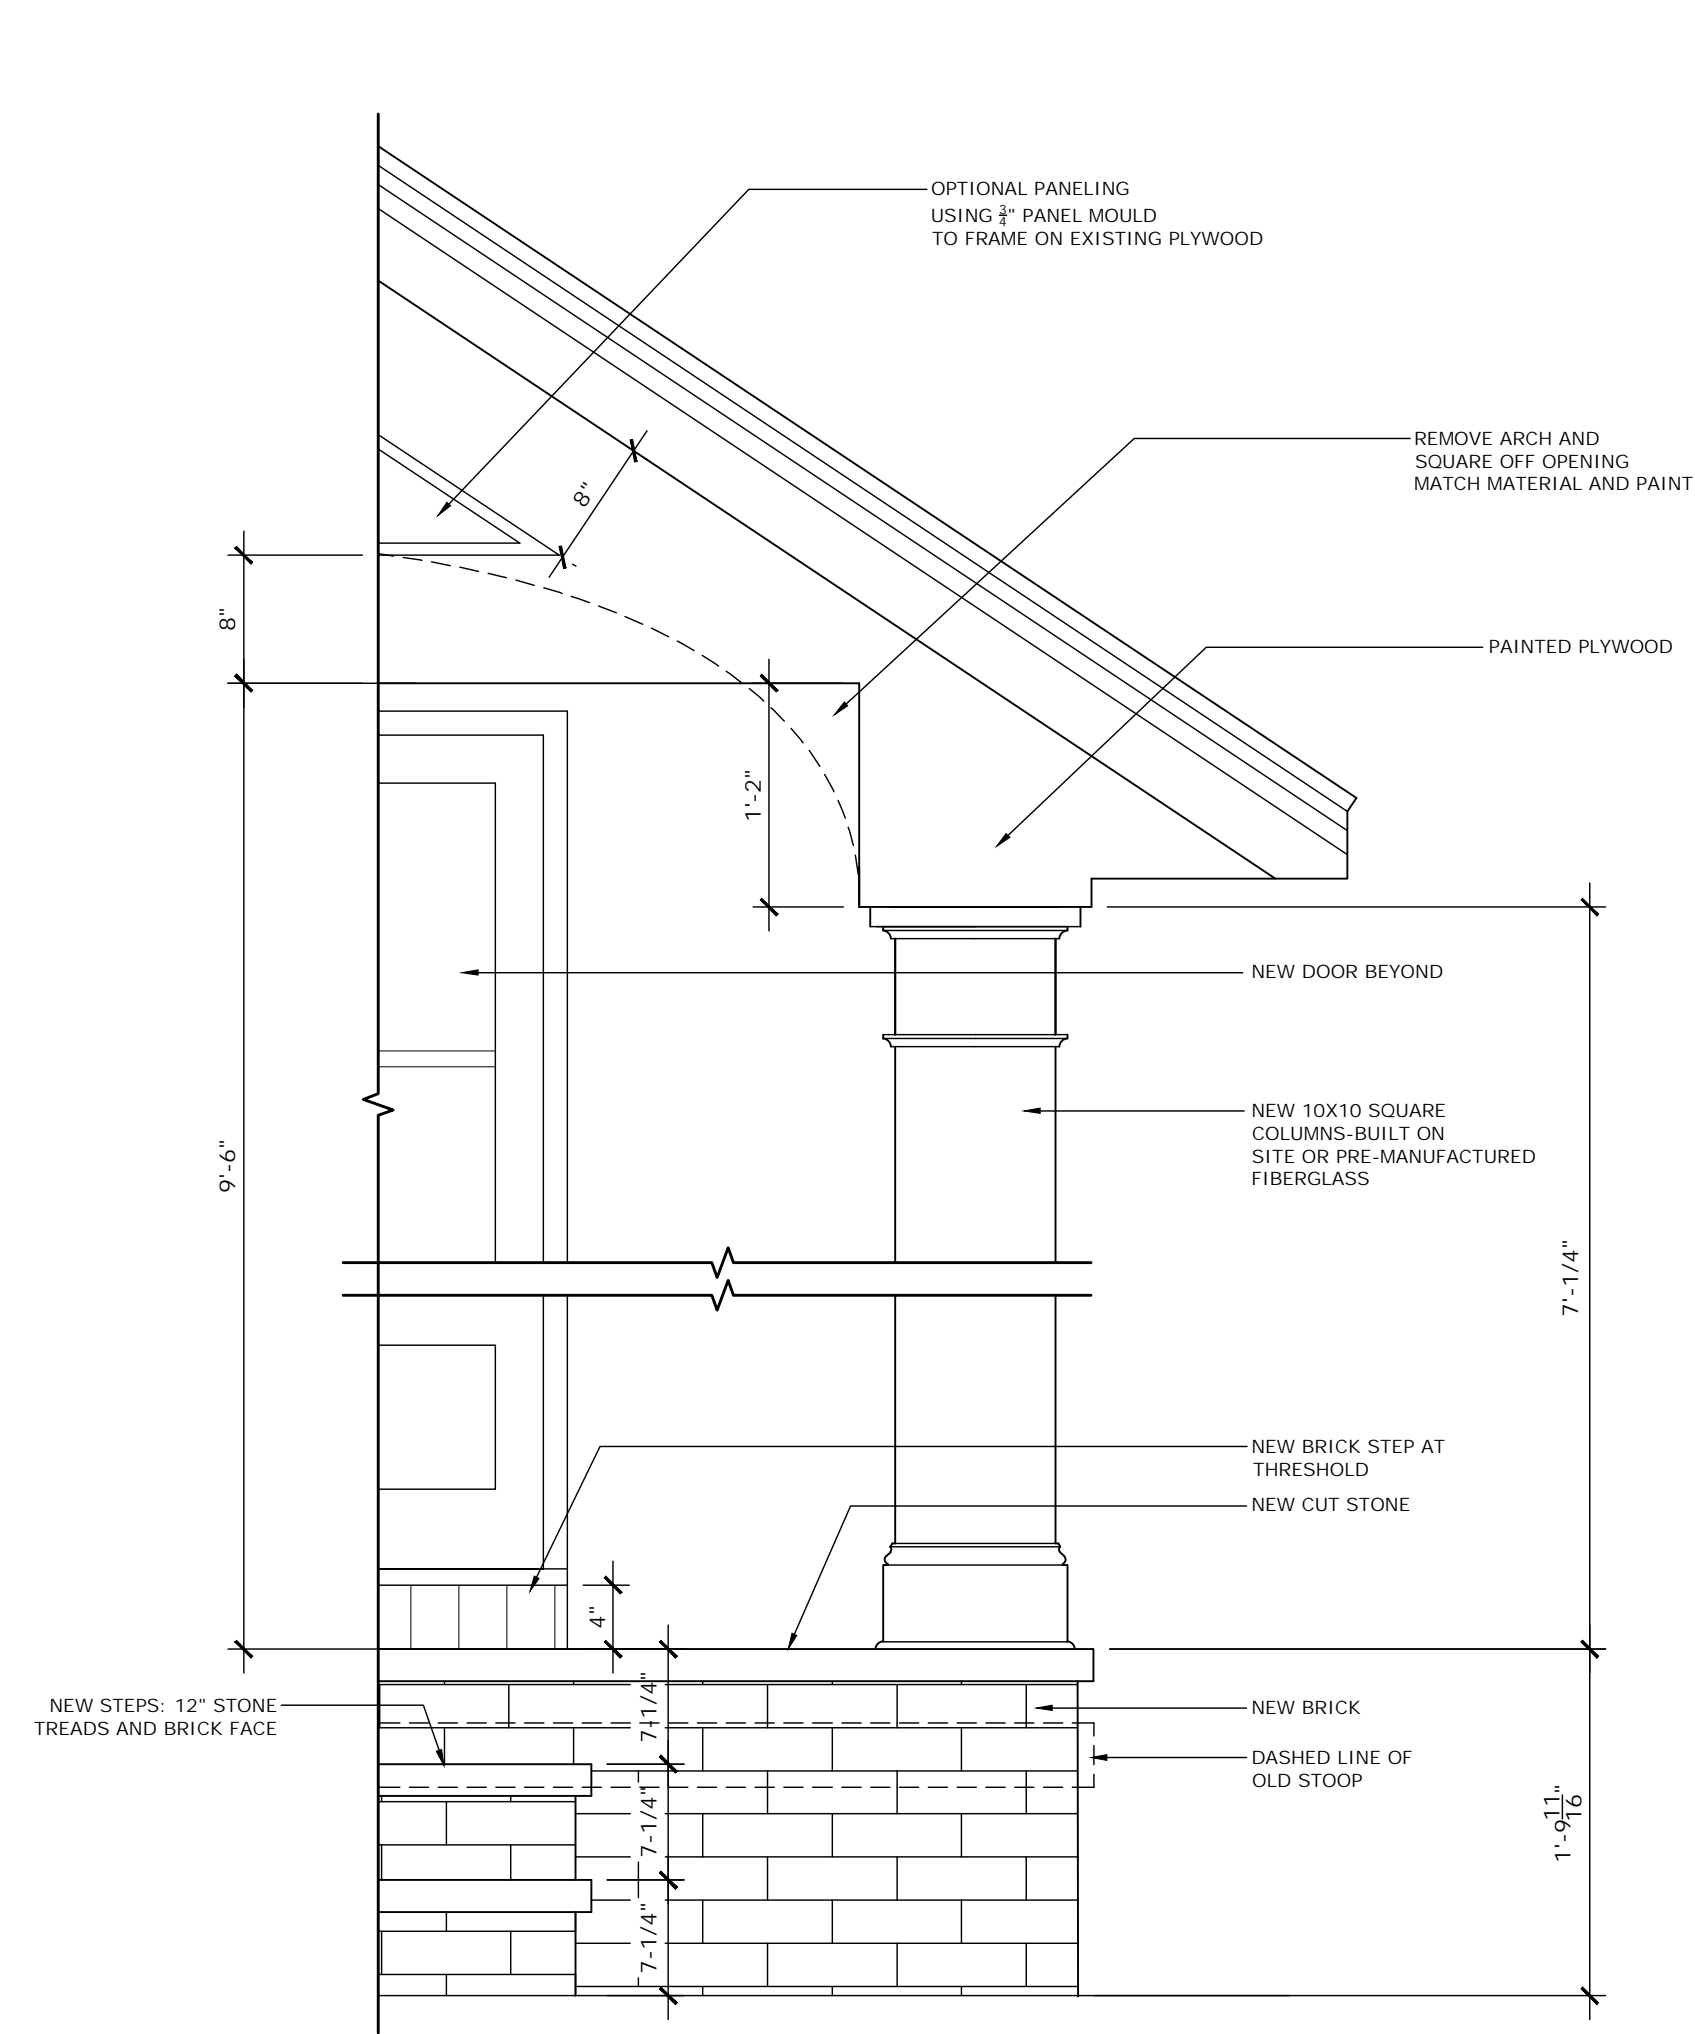 OPTIONAL PANELING
USING 3/4" PANEL MOULD
TO FRAME ON EXISTING PLYWOOD
REMOVE ARCH AND
SQUARE OFF OPENING
MATCH MATERIAL AND PAINT
8"
8"
PAINTED PLYWOOD
1'-2"
NEW DOOR BEYOND
NEW 10X10 SQUARE
COLUMNS-BUILT ON
SITE OR PRE-MANUFACTURED
FIBERGLASS
9'-6"
7'-1/4"
NEW BRICK STEP AT
THRESHOLD
NEW CUT STONE
4"
NEW STEPS: 12" STONE
TREADS AND BRICK FACE
7-1/4"
NEW BRICK
DASHED LINE OF
OLD STOOP
7-1/4"
1'-9 11/16"
7-1/4"